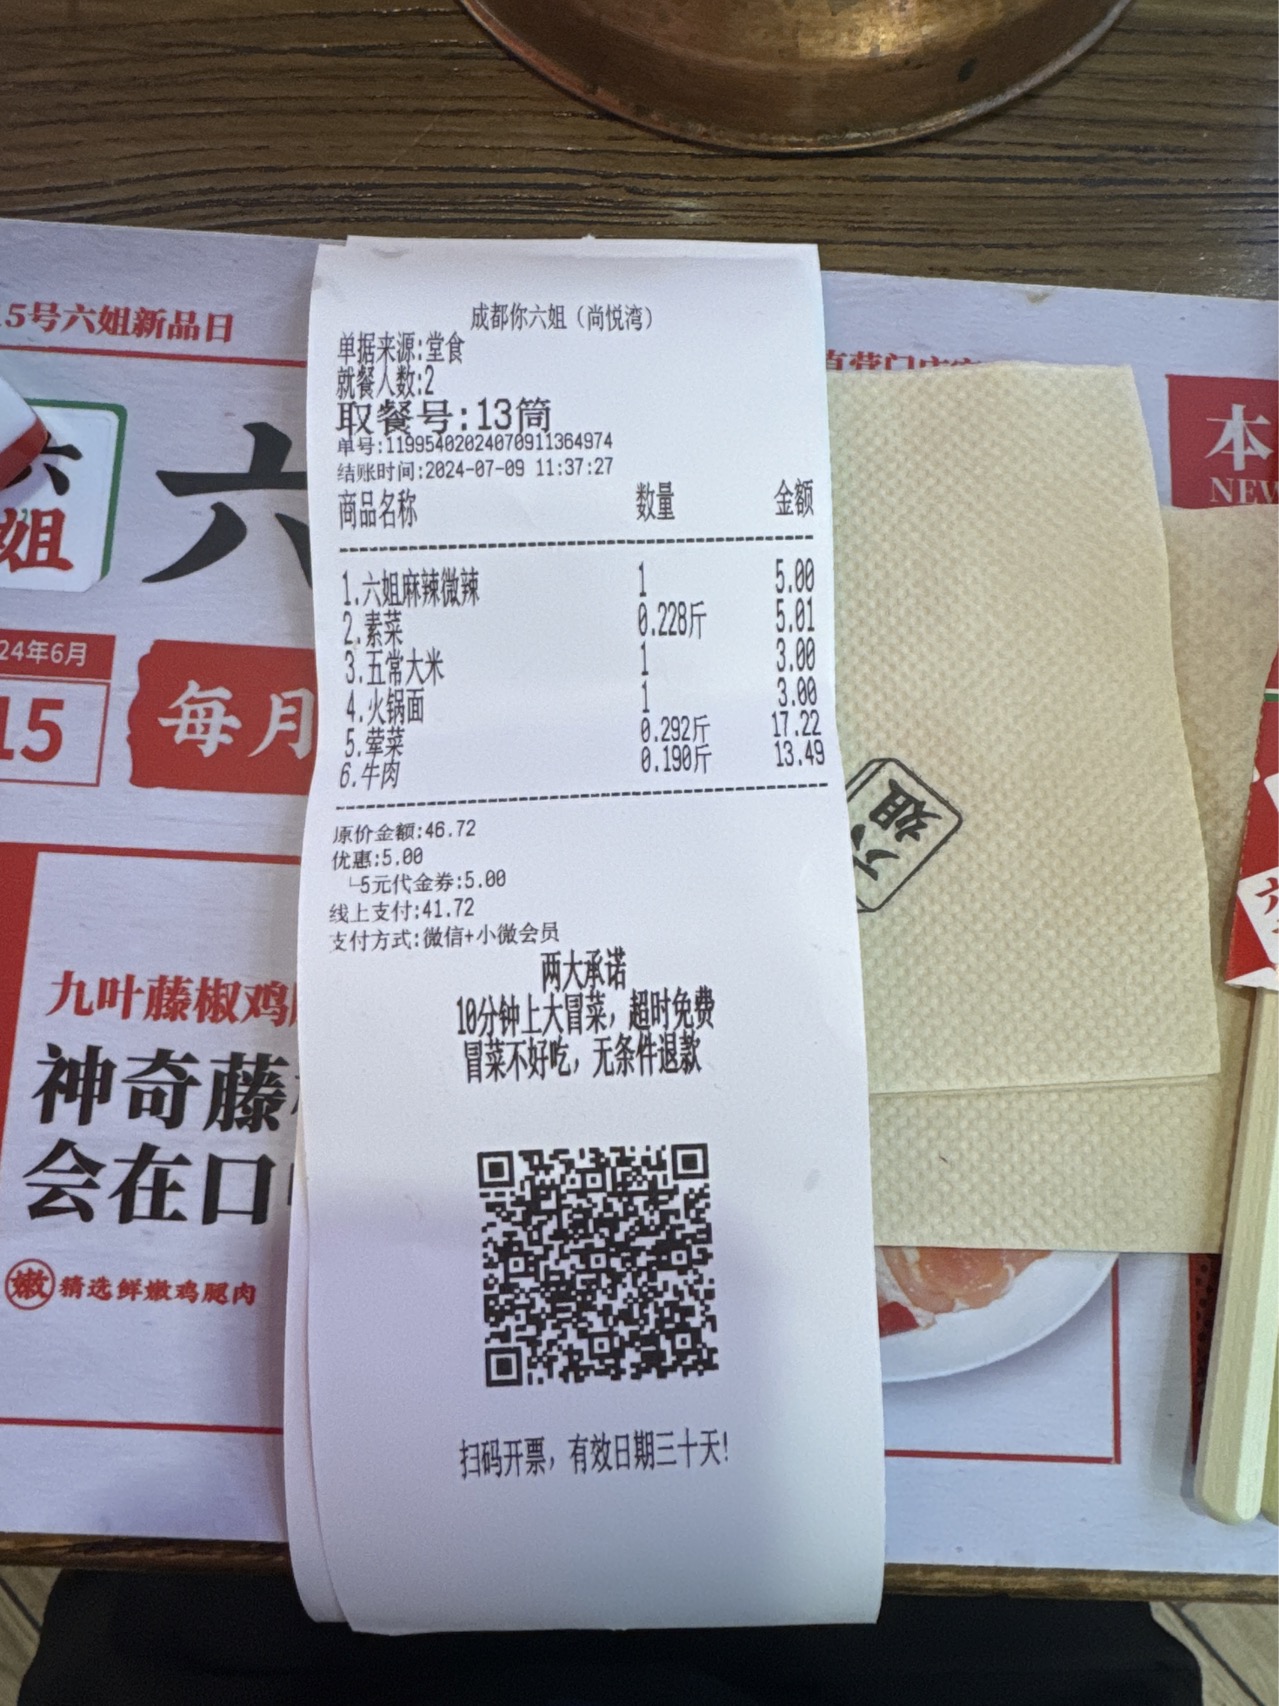 15号六姐新品日
六
姐
六
24年6月
15
每月
九叶藤椒鸡
神奇藤
会在口
嫩 精选鲜嫩鸡腿肉
成都你六姐（尚悦湾）
单据来源:堂食
就餐人数:2
取餐号:13筒
单号:11995402024070911364974
结账时间:2024-07-09 11:37:27
商品名称 数量 金额
1.六姐麻辣微辣 1 5.00
2.素菜 0.228斤 5.01
3.五常大米 1 3.00
4.火锅面 1 3.00
5.荤菜 0.292斤 17.22
6.牛肉 0.190斤 13.49
原价金额:46.72
优惠:5.00
└5元代金券:5.00
线上支付:41.72
支付方式:微信+小微会员
两大承诺
10分钟上大冒菜，超时免费
冒菜不好吃，无条件退款
扫码开票，有效日期三十天!
本
NEW
六姐